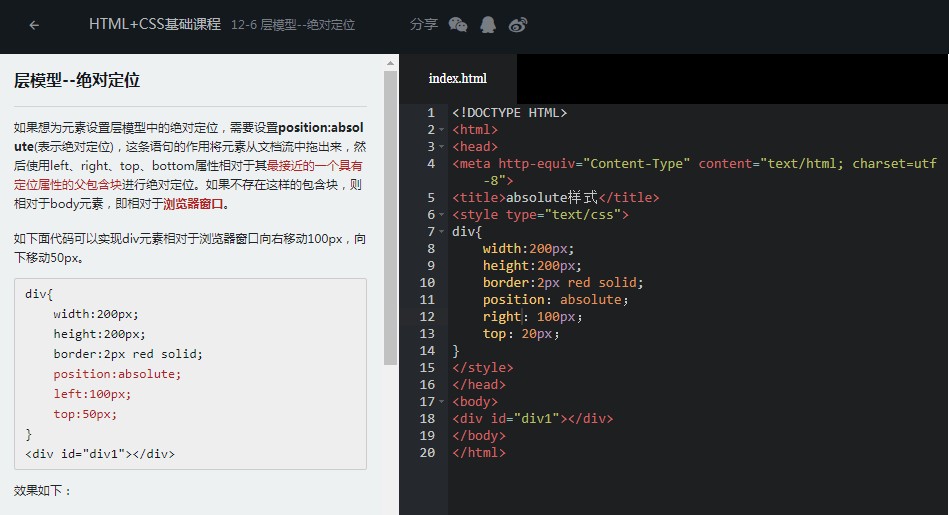 ← HTML+CSS基础课程 12-6 层模型--绝对定位 分享
层模型--绝对定位
如果想为元素设置层模型中的绝对定位，需要设置position:absol
ute(表示绝对定位)，这条语句的作用将元素从文档流中拖出来，然
后使用left、right、top、bottom属性相对于其最接近的一个具有
定位属性的父包含块进行绝对定位。如果不存在这样的包含块，则
相对于body元素，即相对于浏览器窗口。
如下面代码可以实现div元素相对于浏览器窗口向右移动100px，向
下移动50px。
div{
    width:200px;
    height:200px;
    border:2px red solid;
    position:absolute;
    left:100px;
    top:50px;
}
<div id="div1"></div>
效果如下：
index.html
1 <!DOCTYPE HTML>
2 <html>
3 <head>
4 <meta http-equiv="Content-Type" content="text/html; charset=utf
-8">
5 <title>absolute样式</title>
6 <style type="text/css">
7 div{
8     width:200px;
9     height:200px;
10     border:2px red solid;
11     position：absolute；
12     right：100px；
13     top：20px；
14 }
15 </style>
16 </head>
17 <body>
18 <div id="div1"></div>
19 </body>
20 </html>